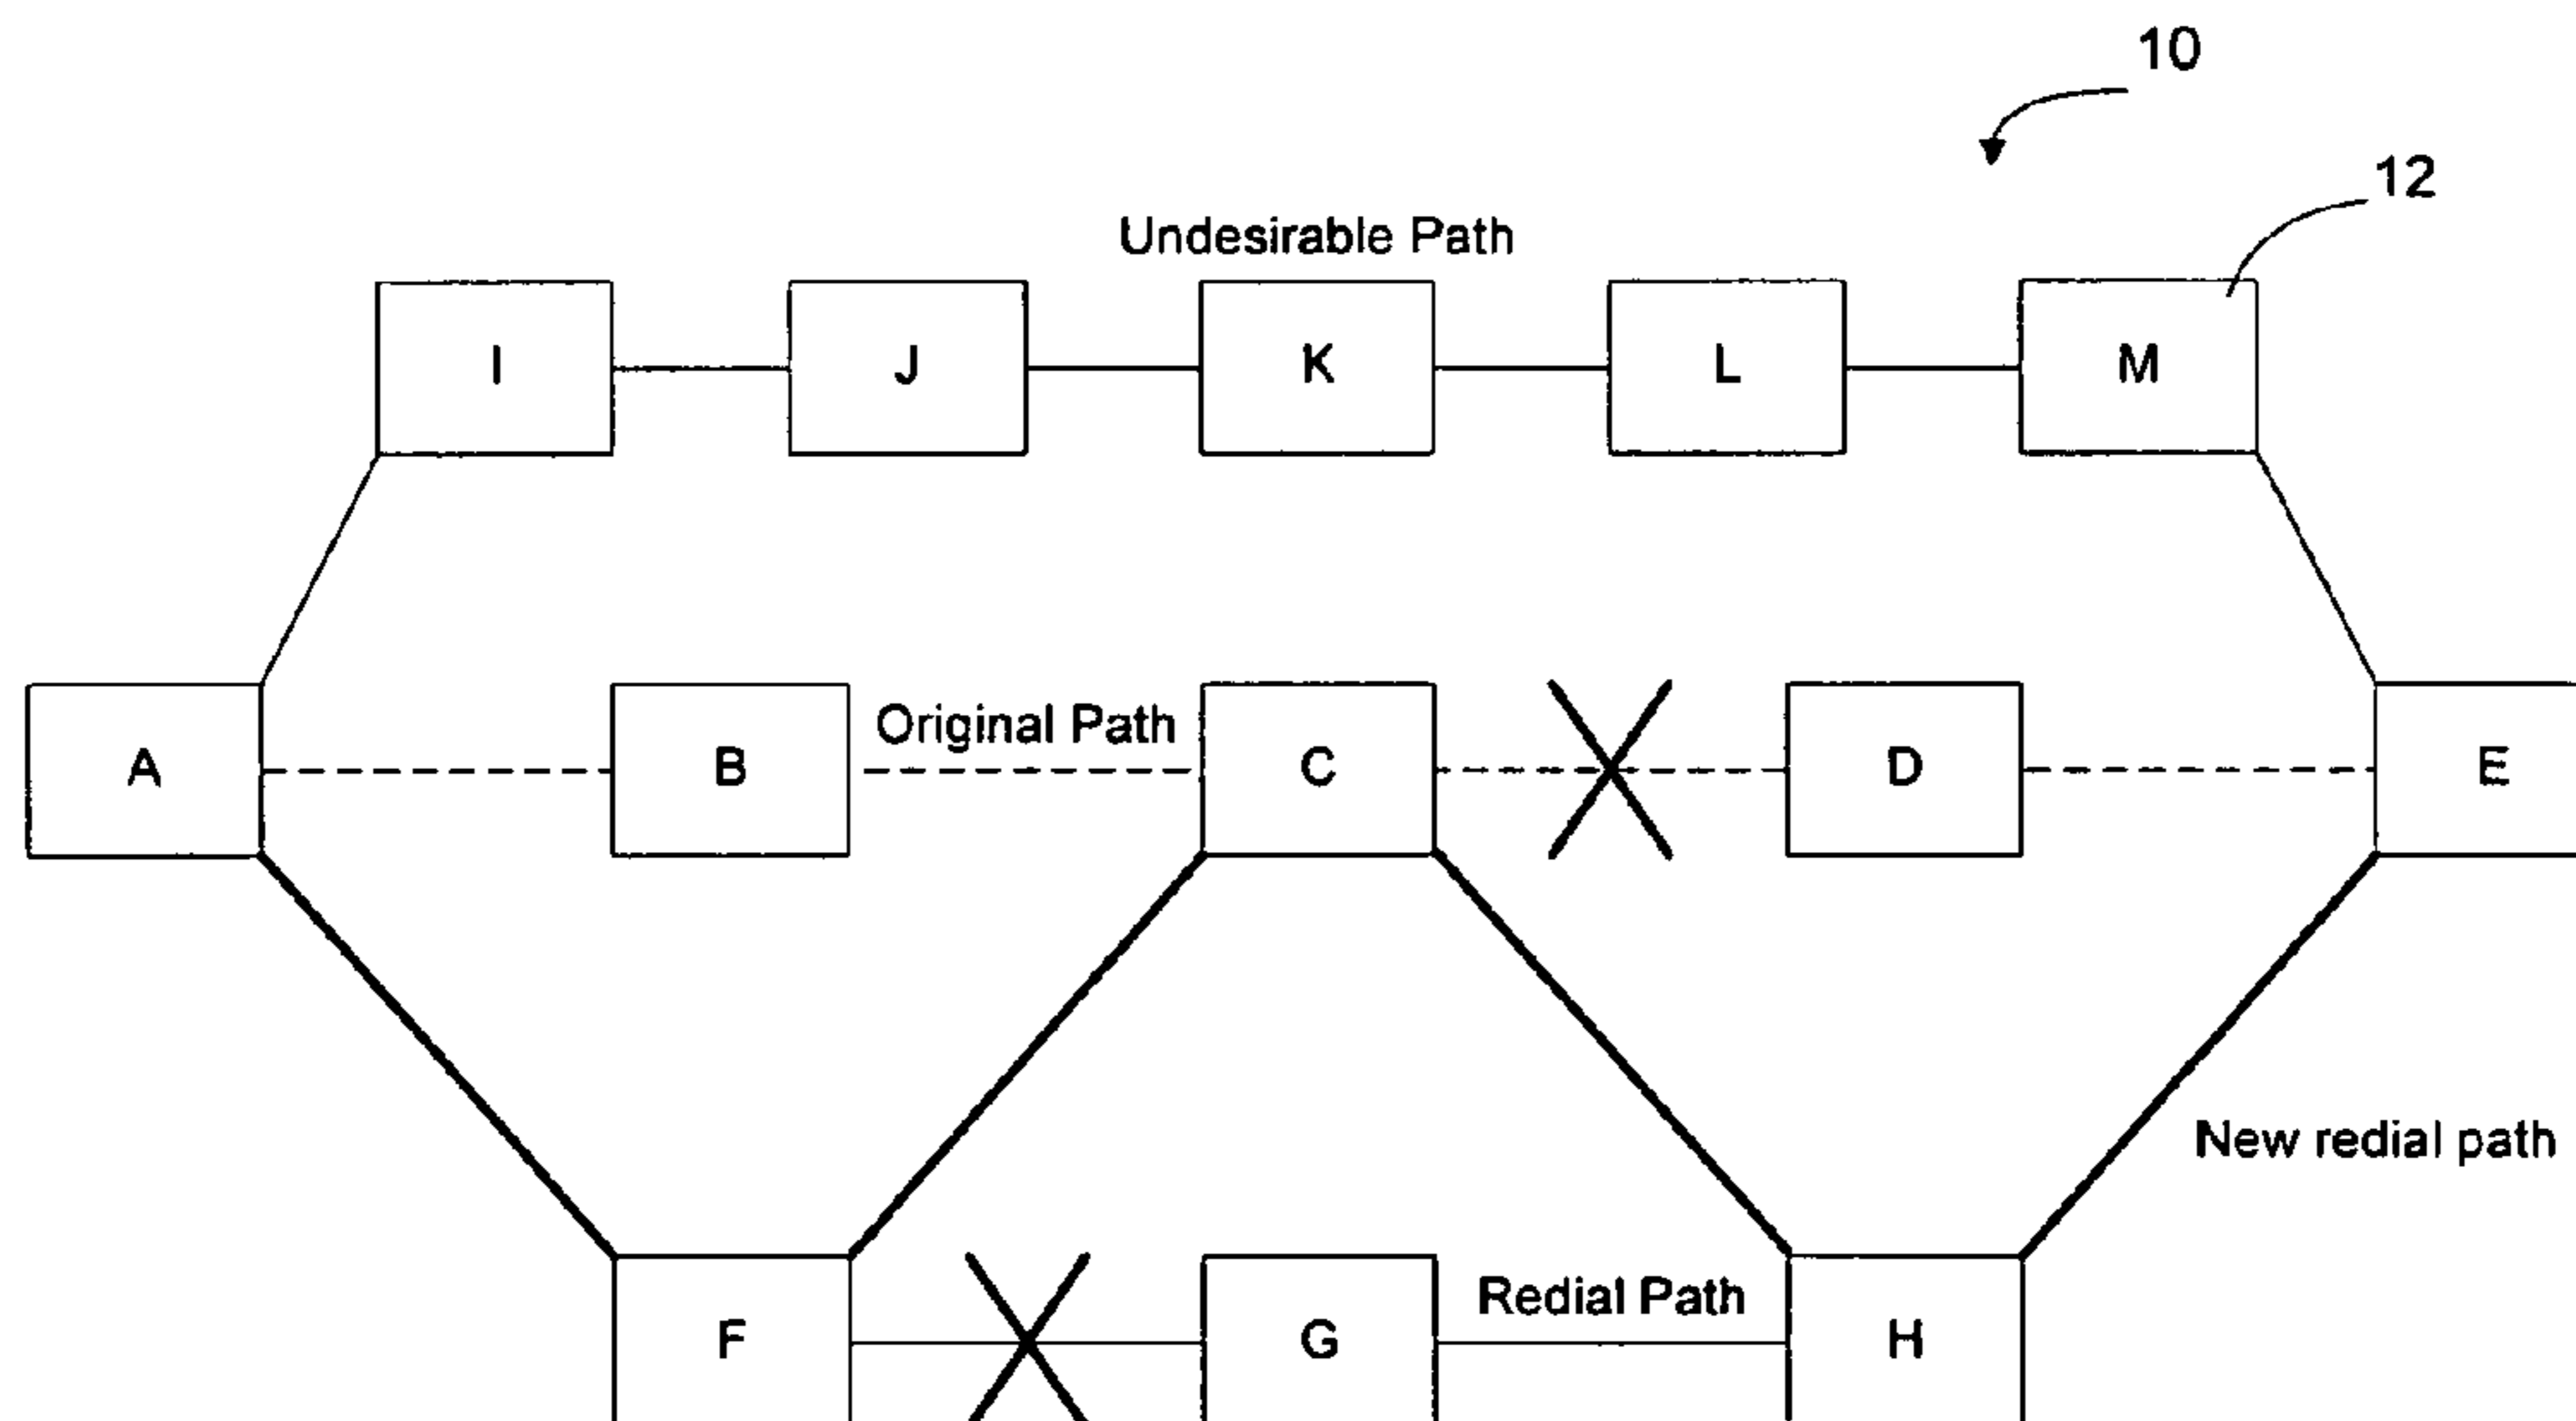 10
12
Undesirable Path
I J K L M
A B Original Path C D E
New redial path
F G Redial Path H